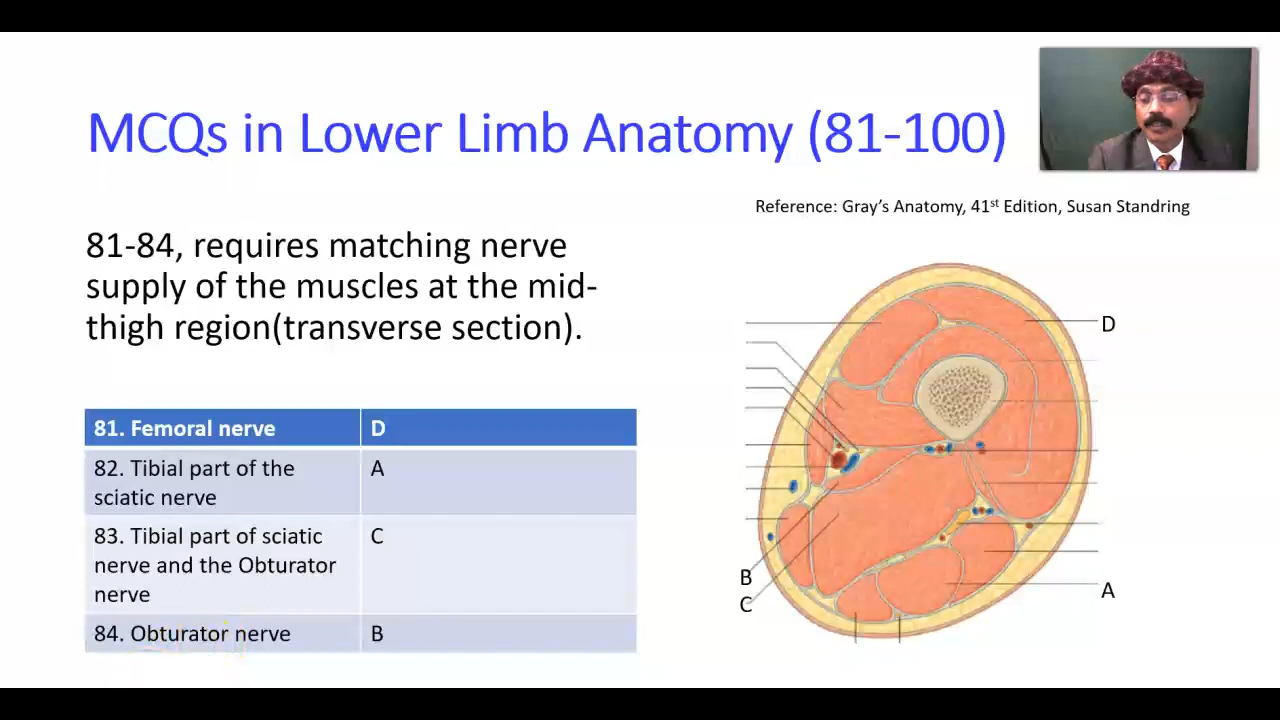 MCQs in Lower Limb Anatomy (81-100)
Reference: Gray's Anatomy, 41st Edition, Susan Standring
81-84, requires matching nerve
supply of the muscles at the mid-
thigh region(transverse section).
81. Femoral nerve D
82. Tibial part of the A
sciatic nerve
83. Tibial part of sciatic C
nerve and the Obturator
nerve
84. Obturator nerve B
D
B
C
A